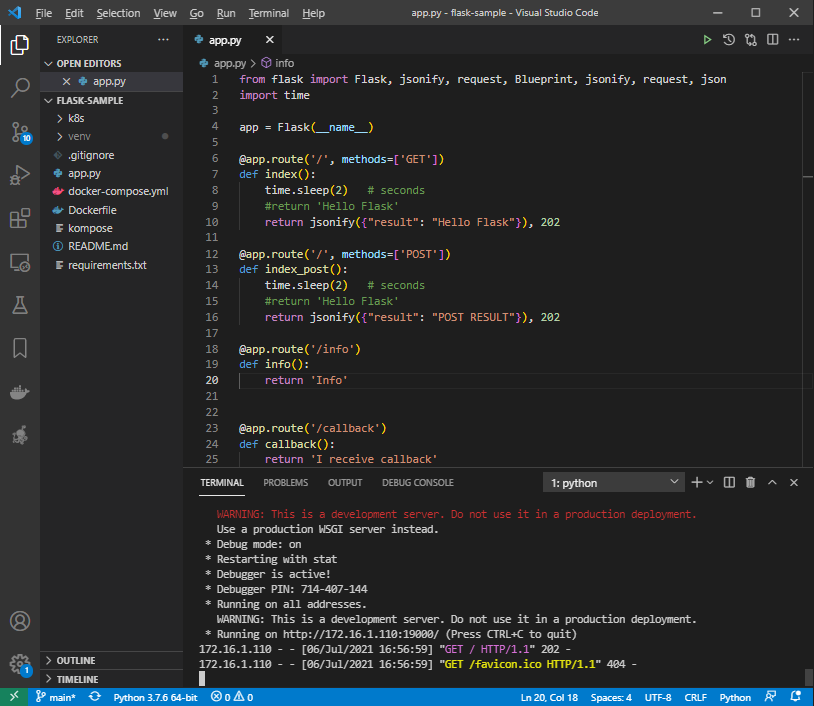 File Edit Selection View Go Run Terminal Help app.py - flask-sample - Visual Studio Code
EXPLORER ···
OPEN EDITORS
app.py
FLASK-SAMPLE
k8s
venv
.gitignore
app.py
docker-compose.yml
Dockerfile
kompose
README.md
requirements.txt
OUTLINE
TIMELINE
10
1
app.py
app.py > info
1 from flask import Flask, jsonify, request, Blueprint, jsonify, request, json
2 import time
3
4 app = Flask(__name__)
5
6 @app.route('/', methods=['GET'])
7 def index():
8 time.sleep(2) # seconds
9 #return 'Hello Flask'
10 return jsonify({"result": "Hello Flask"}), 202
11
12 @app.route('/', methods=['POST'])
13 def index_post():
14 time.sleep(2) # seconds
15 #return 'Hello Flask'
16 return jsonify({"result": "POST RESULT"}), 202
17
18 @app.route('/info')
19 def info():
20 return 'Info'
21
22
23 @app.route('/callback')
24 def callback():
25 return 'I receive callback'
TERMINAL PROBLEMS OUTPUT DEBUG CONSOLE 1: python
WARNING: This is a development server. Do not use it in a production deployment.
Use a production WSGI server instead.
* Debug mode: on
* Restarting with stat
* Debugger is active!
* Debugger PIN: 714-407-144
* Running on all addresses.
WARNING: This is a development server. Do not use it in a production deployment.
* Running on http://172.16.1.110:19000/ (Press CTRL+C to quit)
172.16.1.110 - - [06/Jul/2021 16:56:59] "GET / HTTP/1.1" 202 -
172.16.1.110 - - [06/Jul/2021 16:56:59] "GET /favicon.ico HTTP/1.1" 404 -
main* Python 3.7.6 64-bit 0 0 Ln 20, Col 18 Spaces: 4 UTF-8 CRLF Python